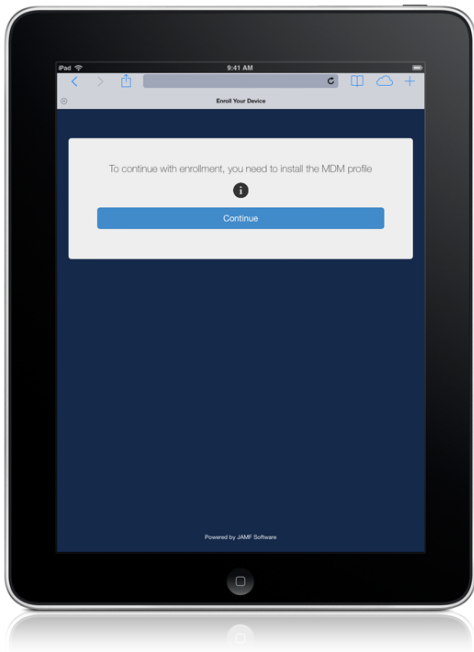 iPad
9:41 AM
Enroll Your Device
To continue with enrollment, you need to install the MDM profile
i
Continue
Powered by JAMF Software